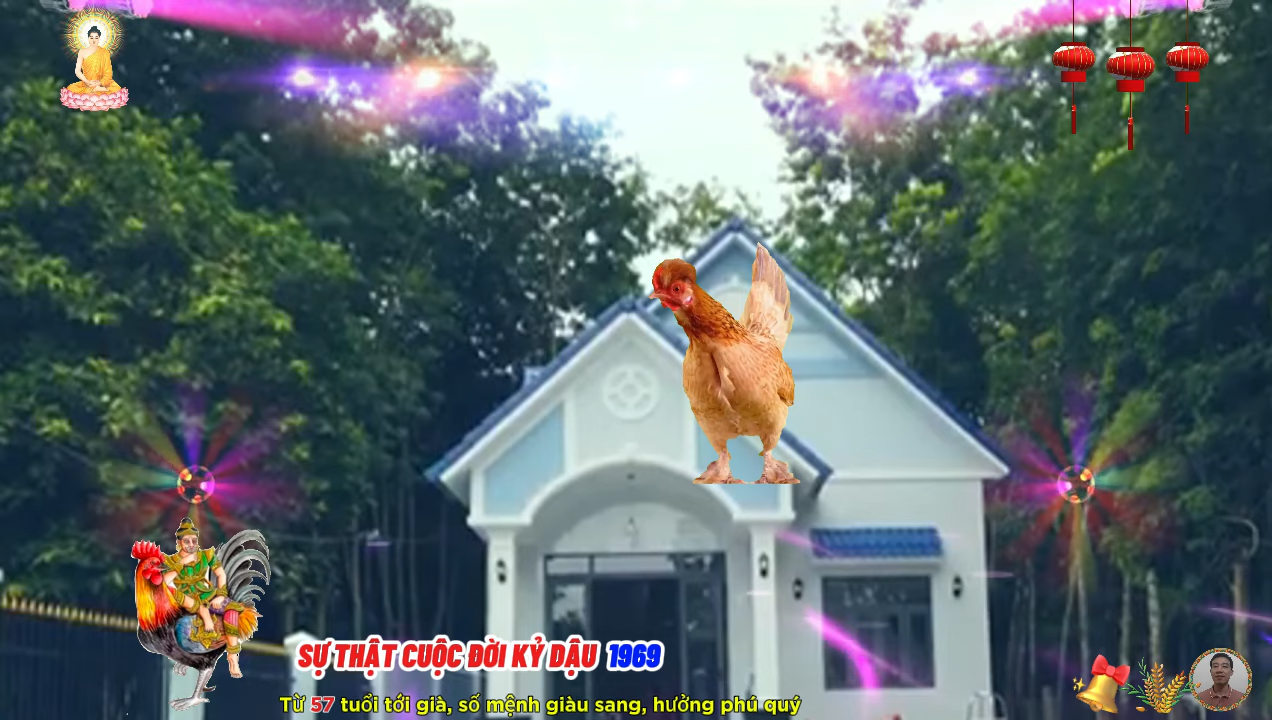 SỰ THẬT CUỘC ĐỜI KỶ DẬU 1969
Từ 57 tuổi tới già, số mệnh giàu sang, hưởng phú quý